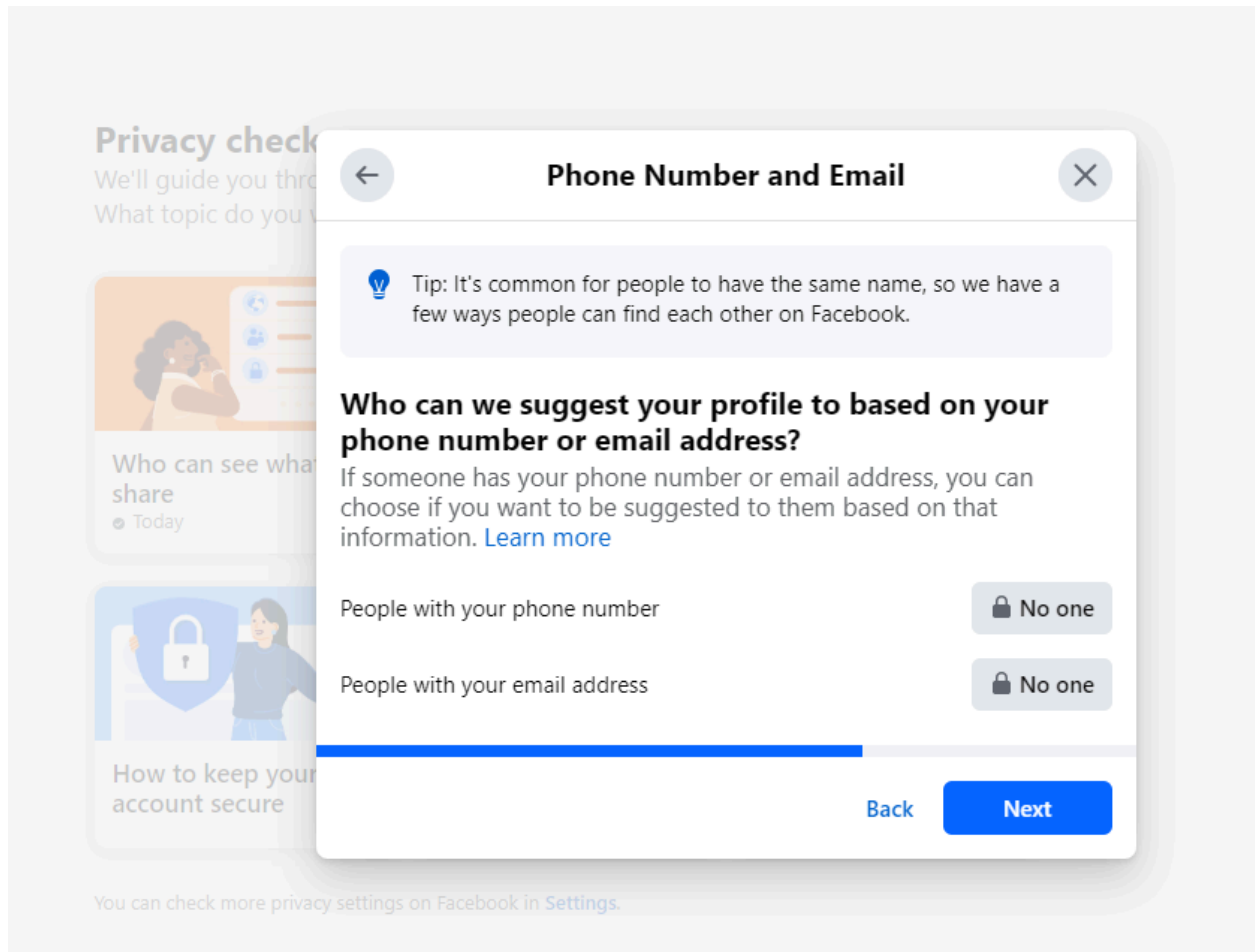 Privacy check
We'll guide you thro
What topic do you w
Phone Number and Email
Tip: It's common for people to have the same name, so we have a
few ways people can find each other on Facebook.
Who can we suggest your profile to based on your
phone number or email address?
If someone has your phone number or email address, you can
choose if you want to be suggested to them based on that
information. Learn more
People with your phone number
No one
People with your email address
No one
Back
Next
Who can see what
share
Today
How to keep your
account secure
You can check more privacy settings on Facebook in Settings.